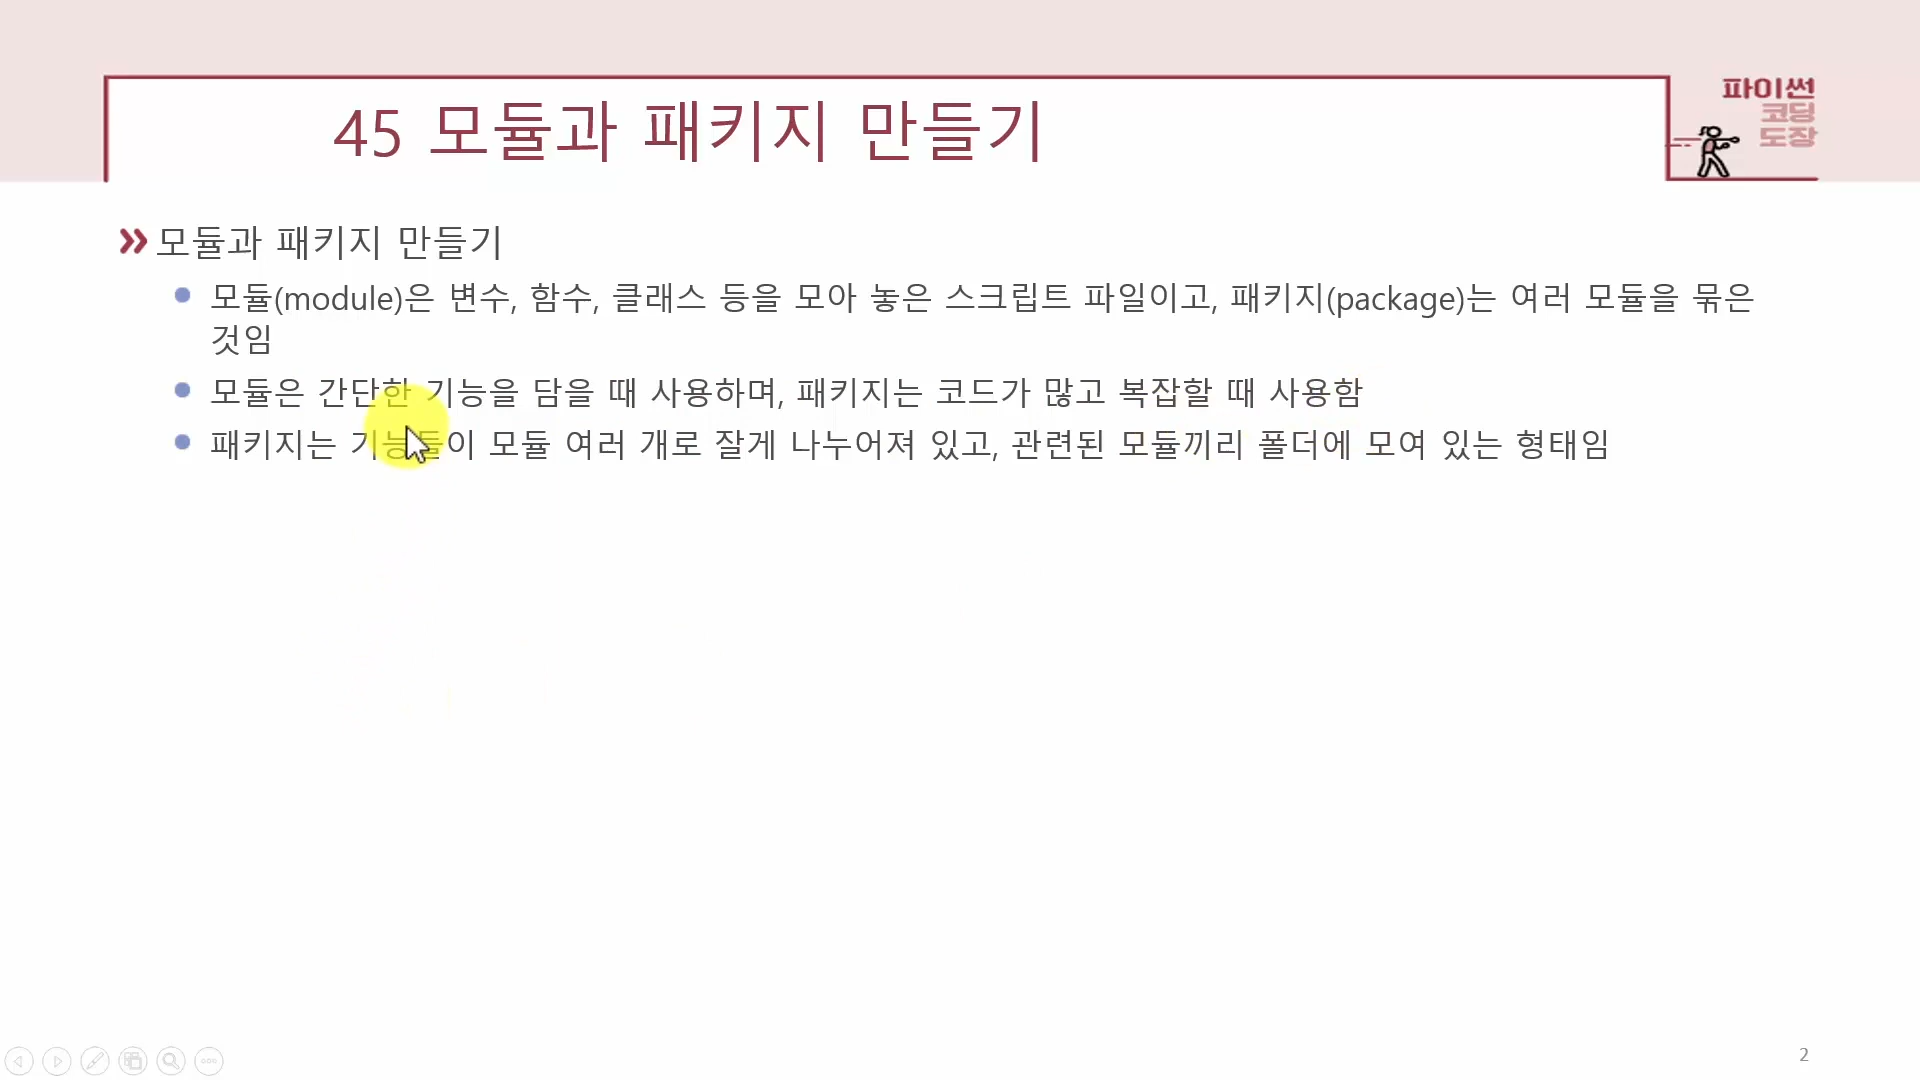 45 모듈과 패키지 만들기
파이썬
코딩
도장
모듈과 패키지 만들기
모듈(module)은 변수, 함수, 클래스 등을 모아 놓은 스크립트 파일이고, 패키지(package)는 여러 모듈을 묶은
것임
모듈은 간단한 기능을 담을 때 사용하며, 패키지는 코드가 많고 복잡할 때 사용함
패키지는 기능들이 모듈 여러 개로 잘게 나누어져 있고, 관련된 모듈끼리 폴더에 모여 있는 형태임
2